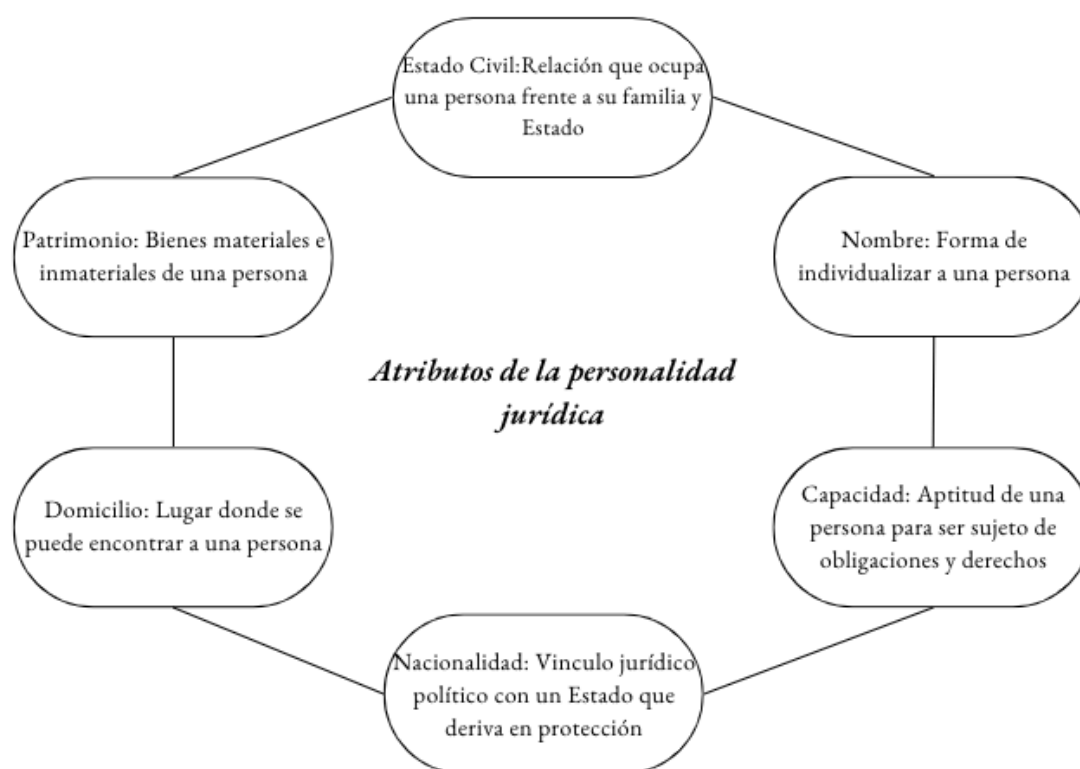 Estado Civil:Relación que ocupa
una persona frente a su familia y
Estado
Patrimonio: Bienes materiales e
inmateriales de una persona
Nombre: Forma de
individualizar a una persona
Atributos de la personalidad
jurídica
Domicilio: Lugar donde se
puede encontrar a una persona
Capacidad: Aptitud de una
persona para ser sujeto de
obligaciones y derechos
Nacionalidad: Vinculo jurídico
político con un Estado que
deriva en protección